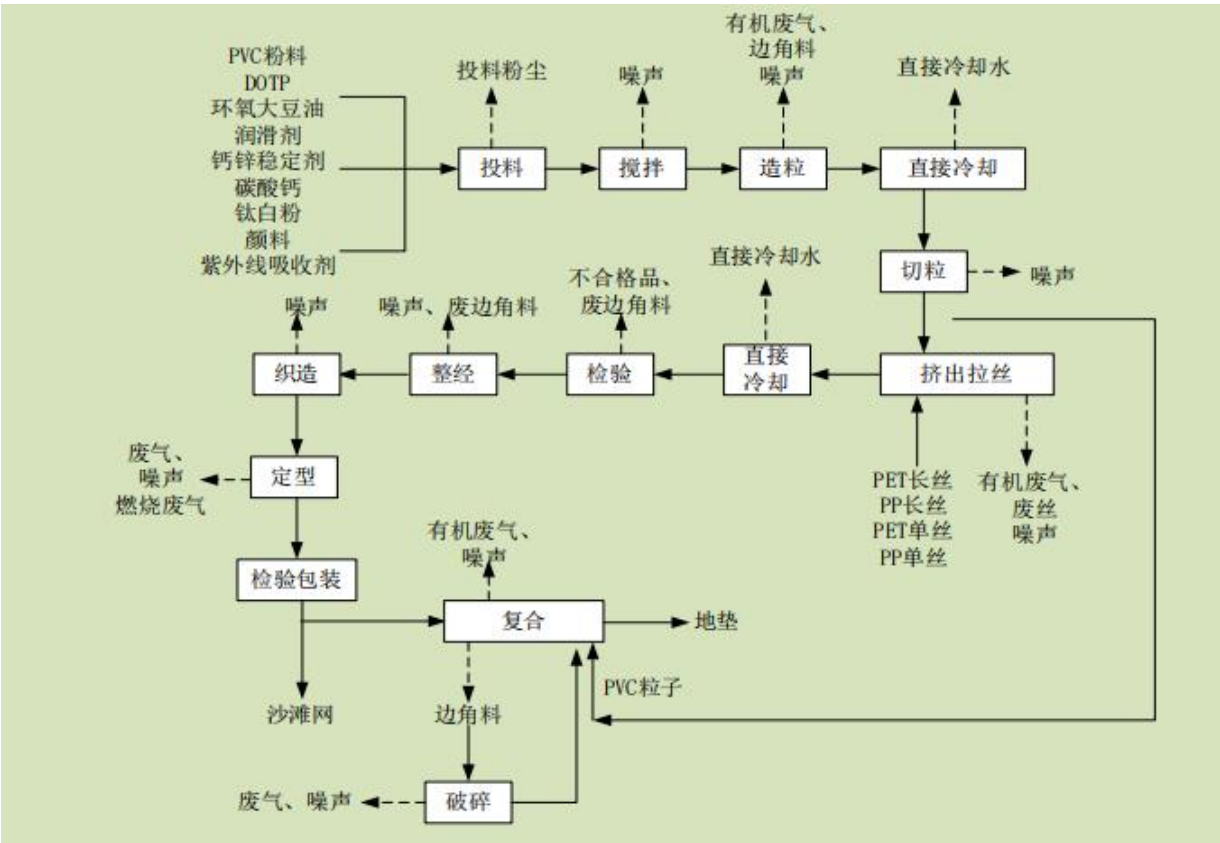 PVC粉料
DOTP
环氧大豆油
润滑剂
钙锌稳定剂
碳酸钙
钛白粉
颜料
紫外线吸收剂
投料粉尘
噪声
有机废气、
边角料
噪声
直接冷却水
投料
搅拌
造粒
直接冷却
切粒
噪声
直接冷却水
不合格品、
废边角料
噪声、废边角料
噪声
织造
整经
检验
直接
冷却
挤出拉丝
PET长丝
PP长丝
PET单丝
PP单丝
有机废气、
废丝
噪声
废气、
噪声
燃烧废气
定型
检验包装
有机废气、
噪声
复合
地垫
PVC粒子
沙滩网
边角料
废气、噪声
破碎